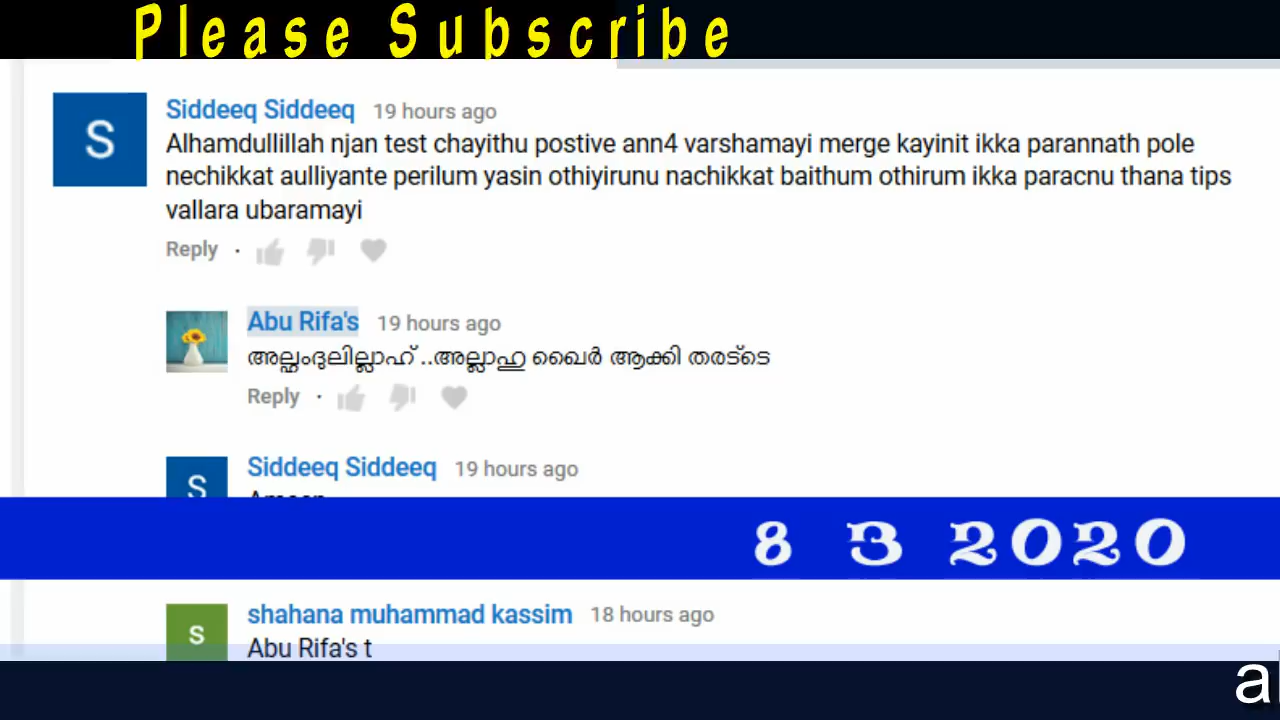 Please Subscribe
Siddeeq Siddeeq 19 hours ago
Alhamdullillah njan test chayithu postive ann4 varshamayi merge kayinit ikka parannath pole
nechikkat aulliyante perilum yasin othiyirunu nachikkat baithum othirum ikka paracnu thana tips
vallara ubaramayi
Reply ·
S
Abu Rifa's 19 hours ago
അല്ഹംദുലില്ലാഹ് ..അല്ലാഹു ഖൈർ ആക്കി തരട്ടെ
Reply ·
Siddeeq Siddeeq 19 hours ago
S
8 3 2020
shahana muhammad kassim 18 hours ago
s
Abu Rifa's t